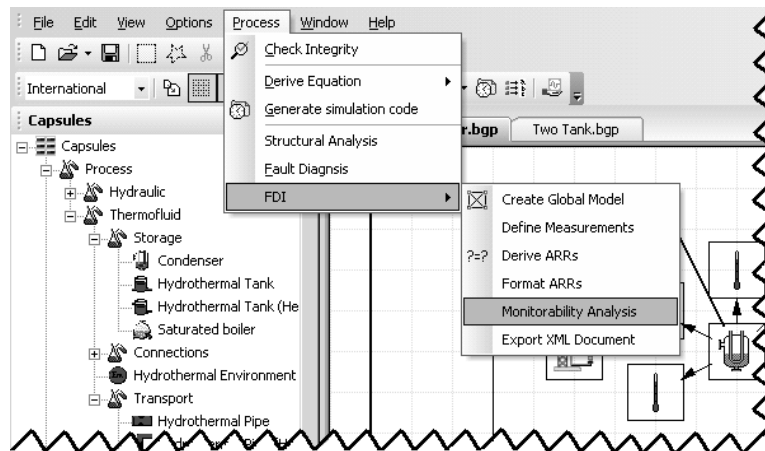 File Edit View Options Process Window Help
Check Integrity
International
Derive Equation
Generate simulation code
Capsules
Structural Analysis
r.bgp Two Tank.bgp
Capsules
Fault Diagnsis
Process
FDI
Hydraulic
Create Global Model
Thermofluid
Define Measurements
Storage
?=? Derive ARRs
Condenser
Format ARRs
Hydrothermal Tank
Monitorability Analysis
Hydrothermal Tank (He
Export XML Document
Saturated boiler
Connections
Hydrothermal Environment
Transport
Hydrothermal Pipe